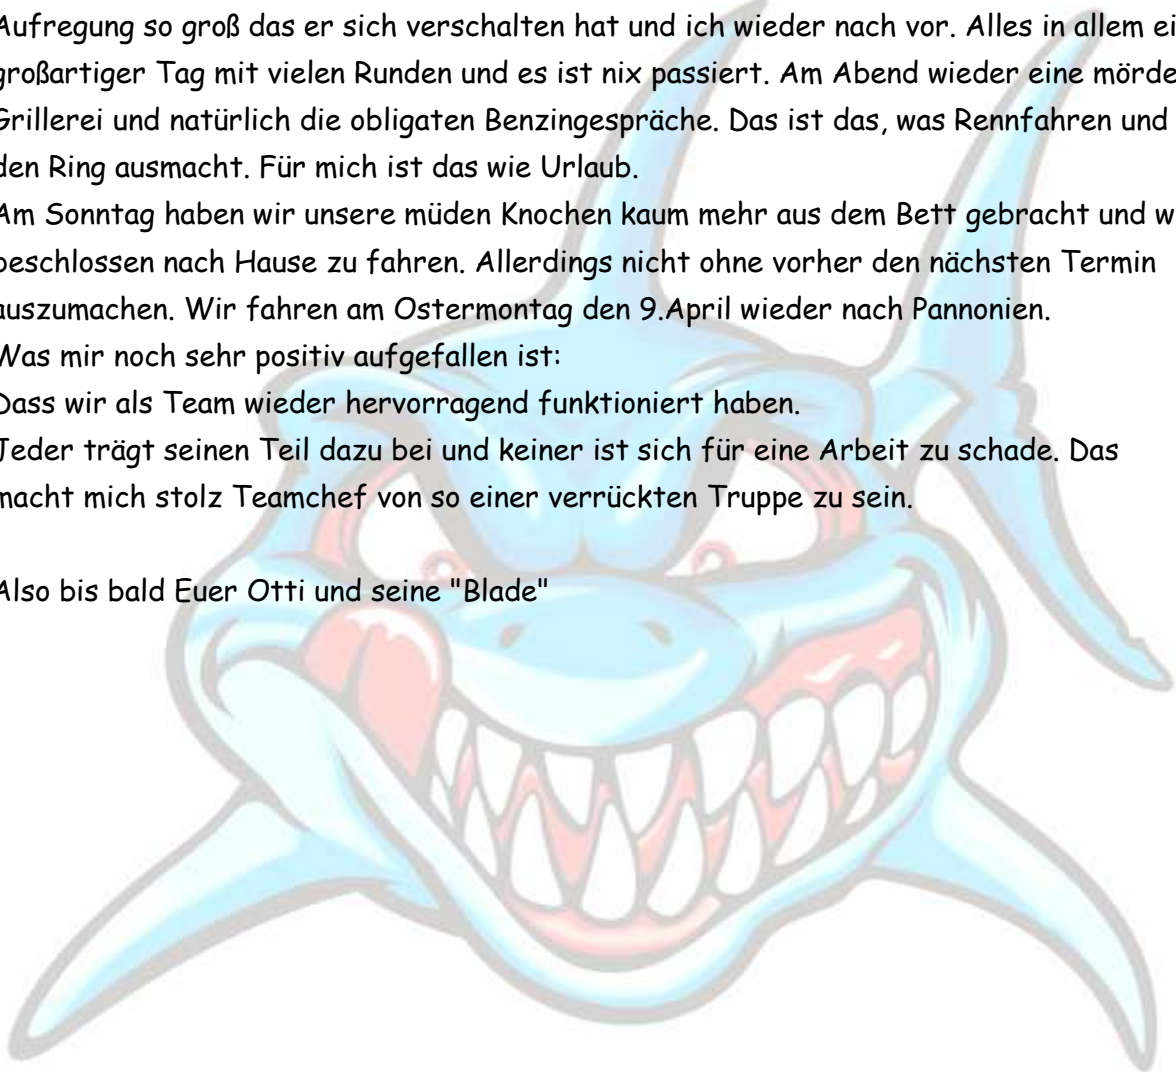 Aufregung so groß das er sich verschalten hat und ich wieder nach vor. Alles in allem ei
großartiger Tag mit vielen Runden und es ist nix passiert. Am Abend wieder eine mörde
Grillerei und natürlich die obligaten Benzingespräche. Das ist das, was Rennfahren und
den Ring ausmacht. Für mich ist das wie Urlaub.
Am Sonntag haben wir unsere müden Knochen kaum mehr aus dem Bett gebracht und w
beschlossen nach Hause zu fahren. Allerdings nicht ohne vorher den nächsten Termin
auszumachen. Wir fahren am Ostermontag den 9.April wieder nach Pannonien.
Was mir noch sehr positiv aufgefallen ist:
Dass wir als Team wieder hervorragend funktioniert haben.
Jeder trägt seinen Teil dazu bei und keiner ist sich für eine Arbeit zu schade. Das
macht mich stolz Teamchef von so einer verrückten Truppe zu sein.
Also bis bald Euer Otti und seine "Blade"